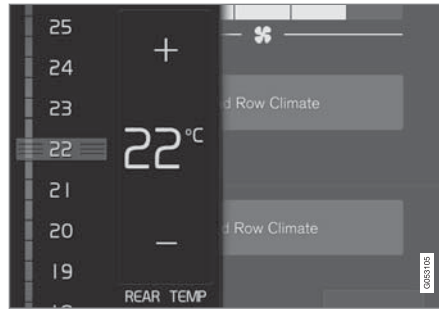 25
24
23
22
21
20
19
+
22°C
–
REAR TEMP
Row Climate
Row Climate
G053105